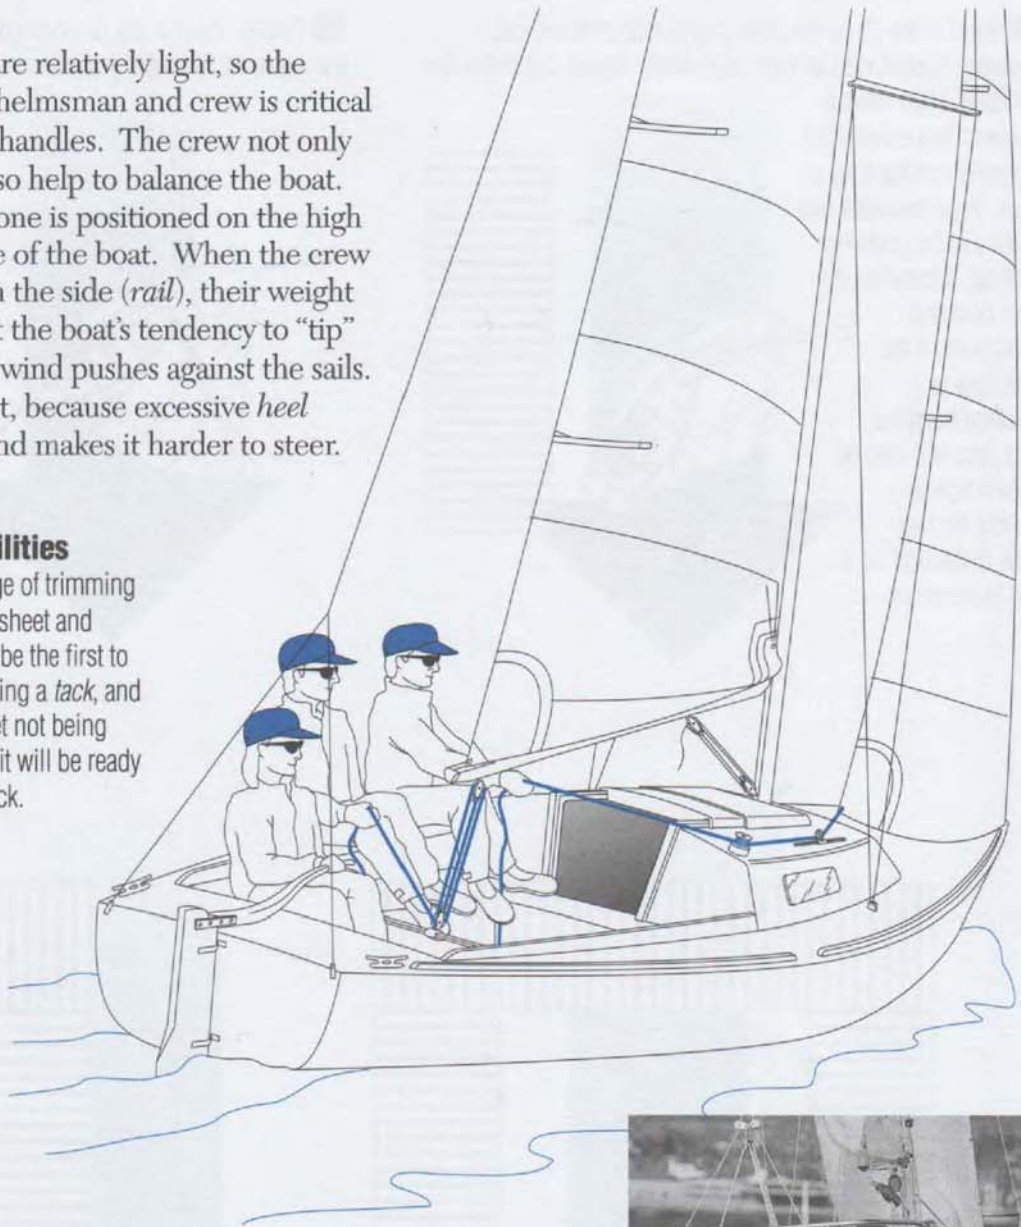 re relatively light, so the
helmsman and crew is critical
handles. The crew not only
so help to balance the boat.
one is positioned on the high
e of the boat. When the crew
n the side (rail), their weight
t the boat's tendency to “tip”
wind pushes against the sails.
t, because excessive heel
nd makes it harder to steer.
ilities
ge of trimming
sheet and
be the first to
ing a tack, and
et not being
it will be ready
ck.